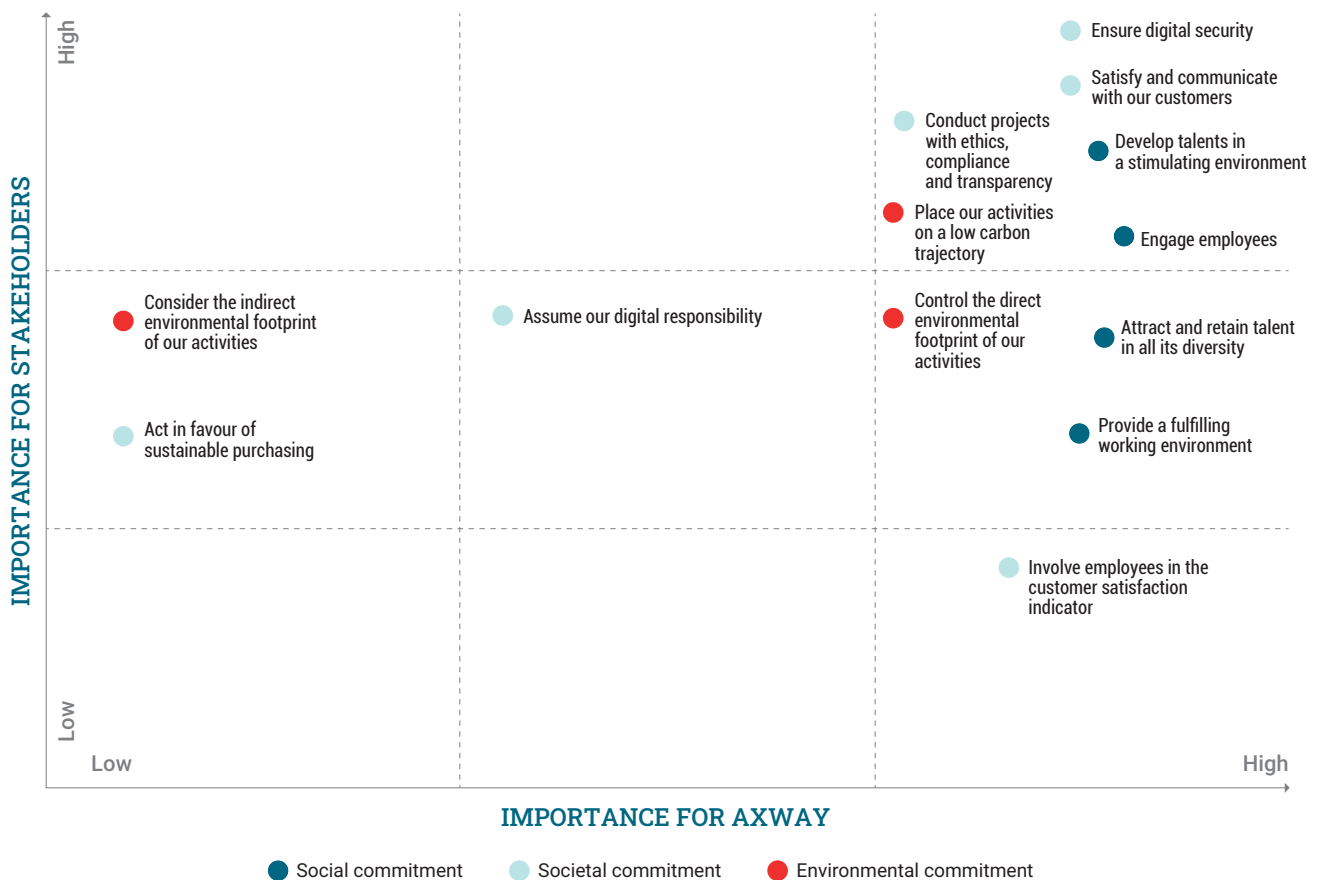 High
Ensure digital security
Satisfy and communicate
with our customers
Conduct projects
with ethics,
compliance
and transparency
Develop talents in
a stimulating environment
Place our activities
on a low carbon
trajectory
Engage employees
IMPORTANCE FOR STAKEHOLDERS
Consider the indirect
environmental footprint
of our activities
Assume our digital responsibility
Control the direct
environmental
footprint of our
activities
Attract and retain talent
in all its diversity
Act in favour of
sustainable purchasing
Provide a fulfilling
working environment
Involve employees in the
customer satisfaction
indicator
Low
Low
High
IMPORTANCE FOR AXWAY
Social commitment
Societal commitment
Environmental commitment